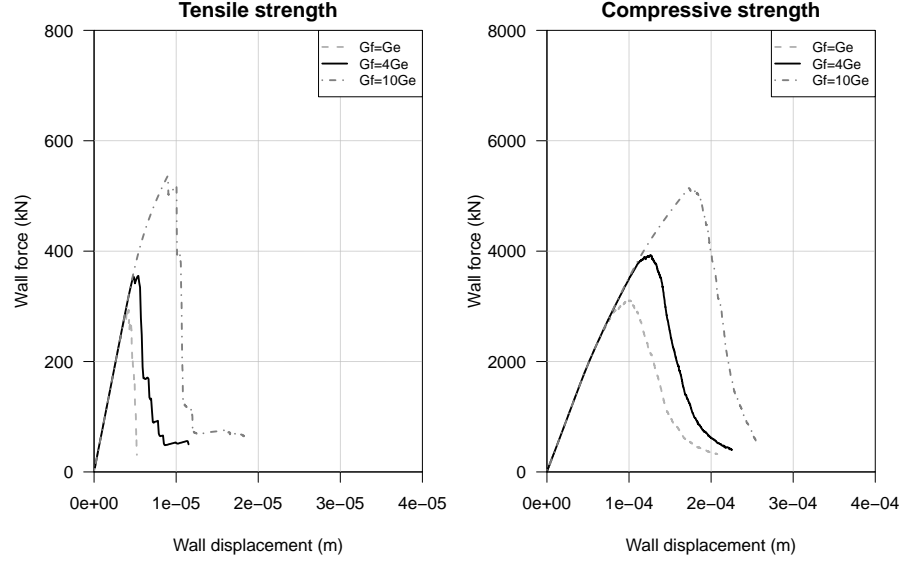 Tensile strength
800
600
400
200
0
0e+00 1e−05 2e−05 3e−05 4e−05
Wall force (kN)
Wall displacement (m)
Gf=Ge
Gf=4Ge
Gf=10Ge
Compressive strength
8000
6000
4000
2000
0
0e+00 1e−04 2e−04 3e−04 4e−04
Wall force (kN)
Wall displacement (m)
Gf=Ge
Gf=4Ge
Gf=10Ge